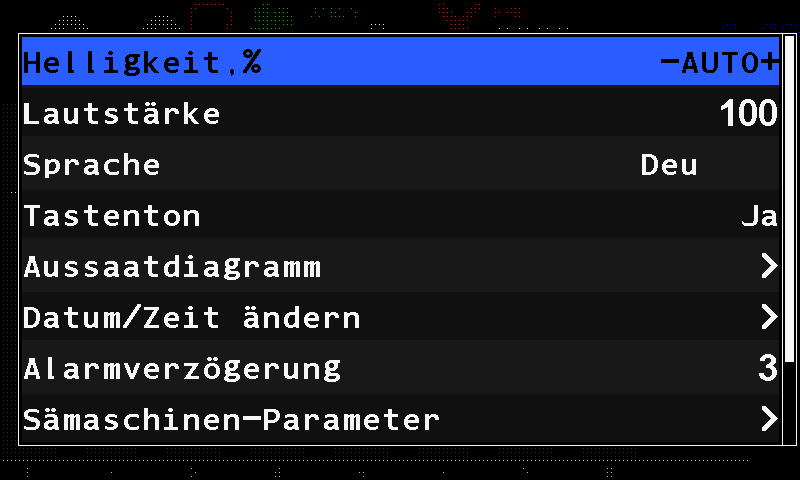 Helligkeit,% -AUTO+
Lautstärke 100
Sprache Deu
Tastenton Ja
Aussaatdiagramm >
Datum/Zeit ändern >
Alarmverzögerung 3
Sämaschinen-Parameter >